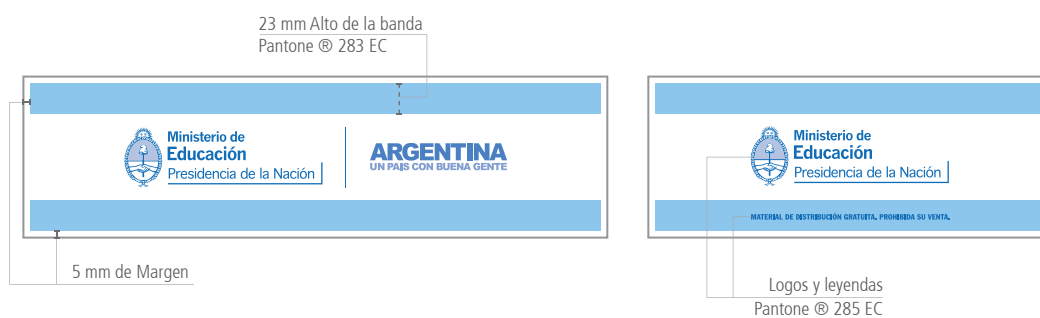 23 mm Alto de la banda
Pantone ® 283 EC
Ministerio de
Educación
Presidencia de la Nación
ARGENTINA
UN PAIS CON BUENA GENTE
5 mm de Margen
Ministerio de
Educación
Presidencia de la Nación
MATERIAL DE DISTRIBUCIÓN GRATUITA. PROHIBIDA SU VENTA.
Logos y leyendas
Pantone ® 285 EC